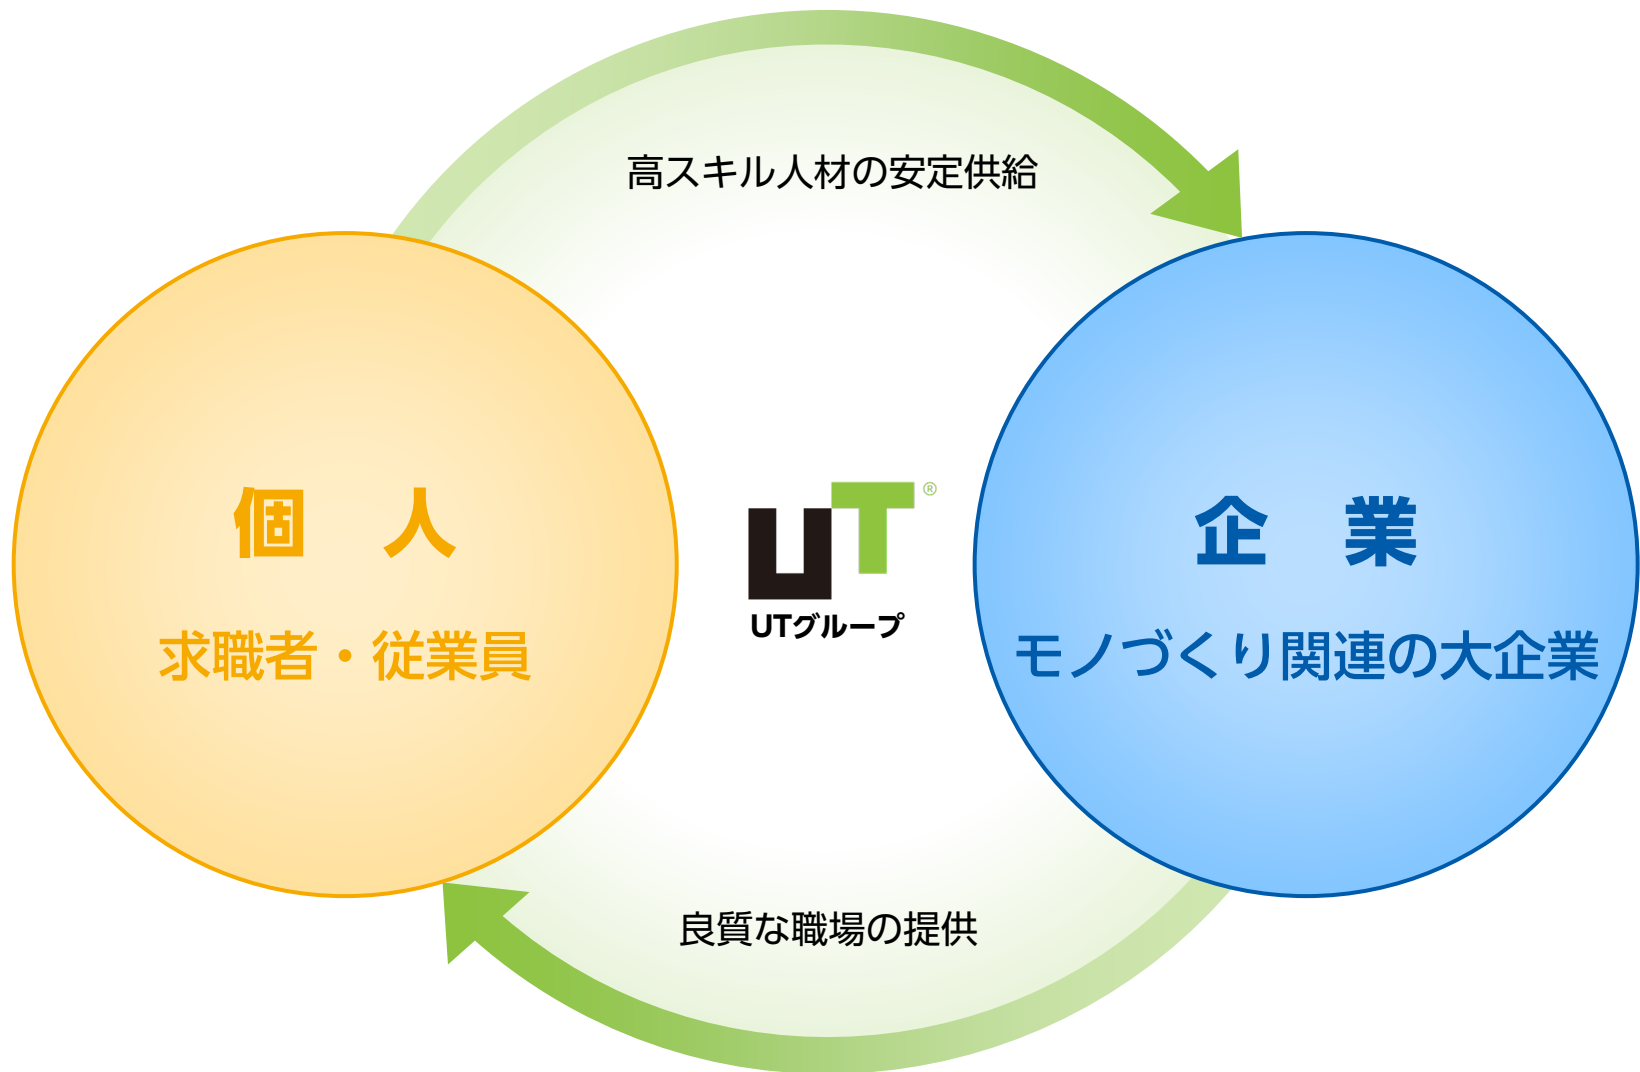 高スキル人材の安定供給
個　人
求職者・従業員
UT®
UTグループ
企　業
モノづくり関連の大企業
良質な職場の提供